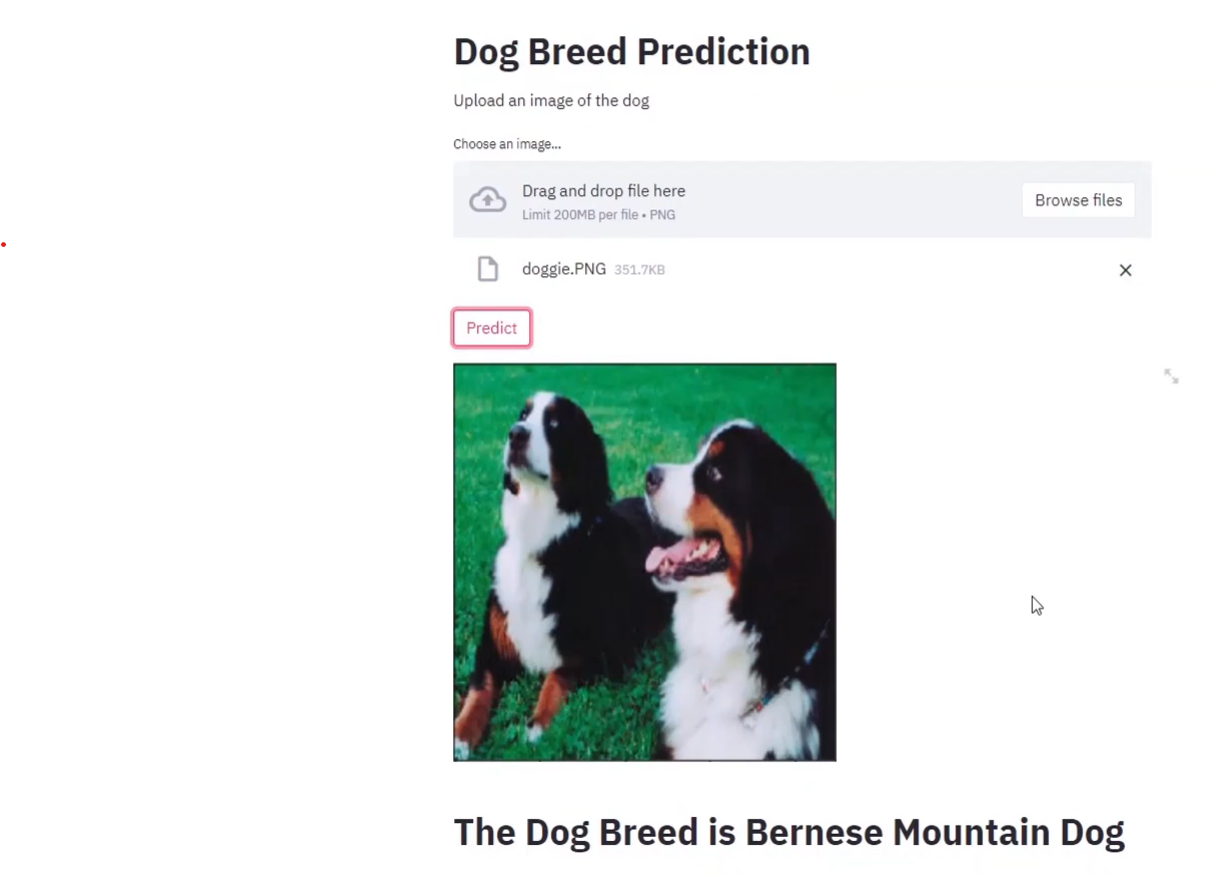 Dog Breed Prediction
Upload an image of the dog
Choose an image...
Drag and drop file here
Limit 200MB per file • PNG
Browse files
doggie.PNG 351.7KB
Predict
The Dog Breed is Bernese Mountain Dog